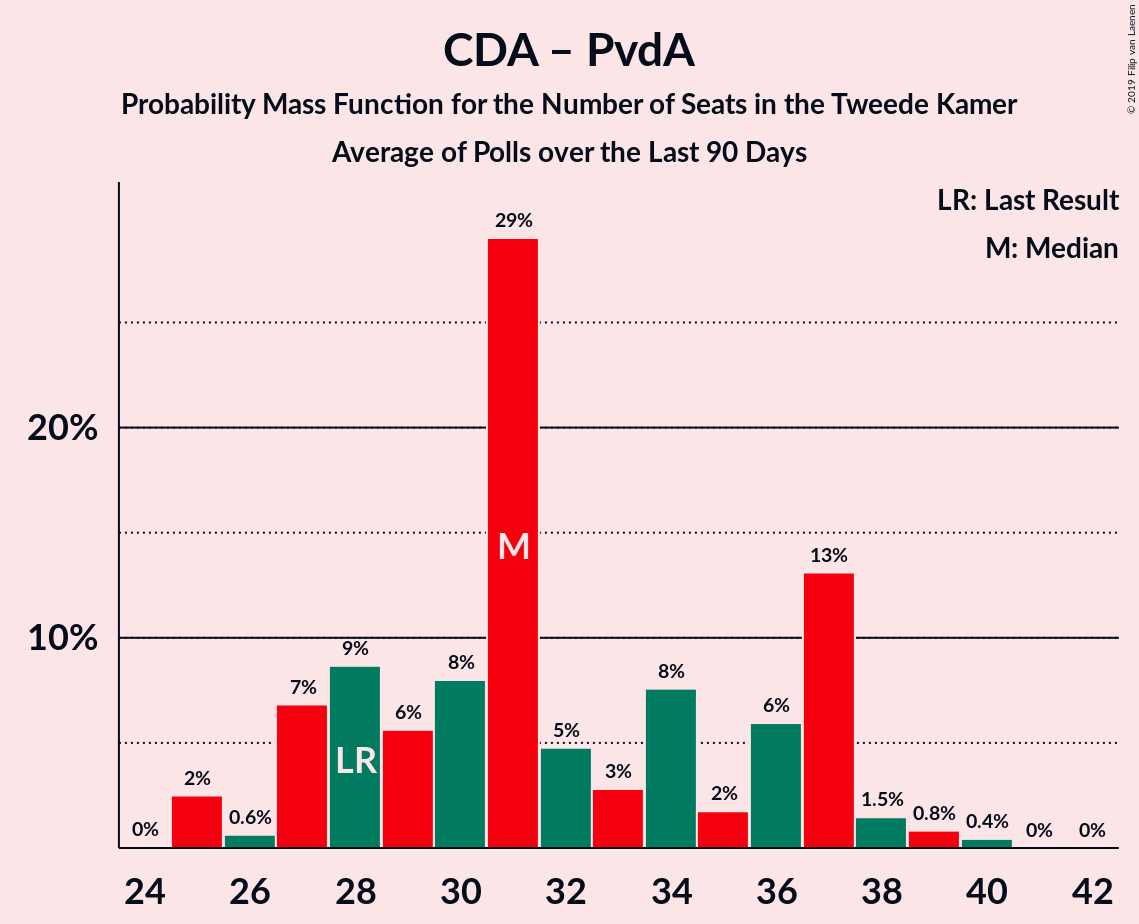 CDA – PvdA
Probability Mass Function for the Number of Seats in the Tweede Kamer
Average of Polls over the Last 90 Days
© 2019 Filip van Laenen
LR: Last Result
M: Median
20%
10%
0%
2%
0.6%
7%
9%
6%
8%
29%
5%
3%
8%
2%
6%
13%
1.5%
0.8%
0.4%
0%
0%
LR
M
24 26 28 30 32 34 36 38 40 42